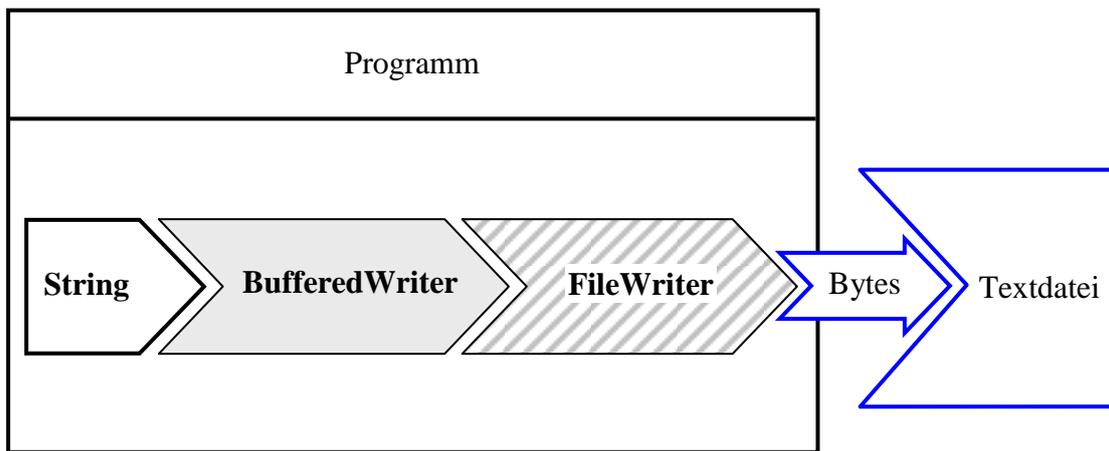 Programm
String
BufferedWriter
FileWriter
Bytes
Textdatei